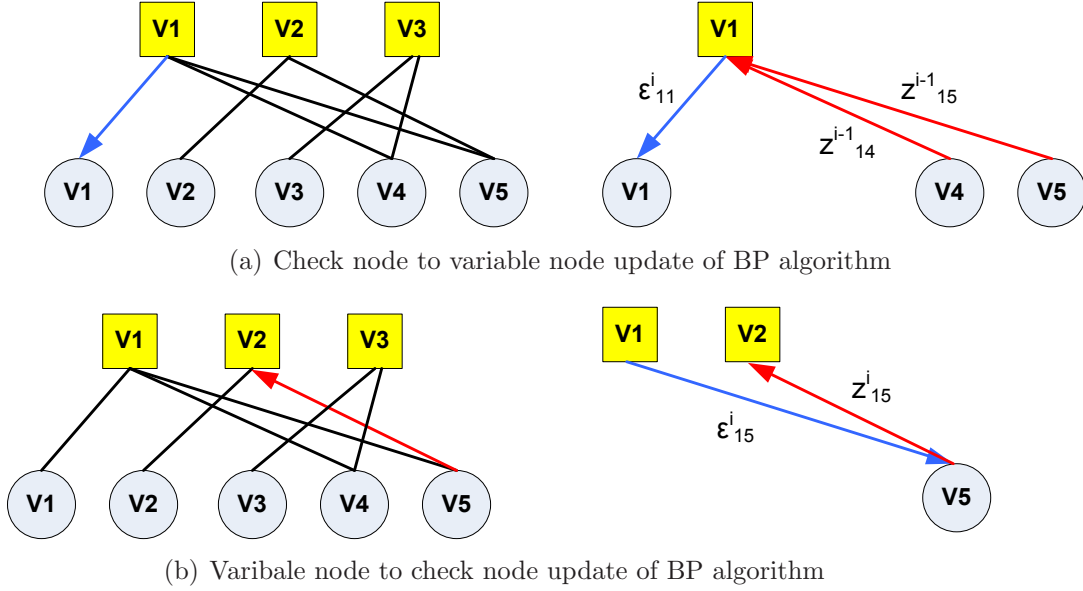 V1 V2 V3 V1
ε^i_11 z^{i-1}_15
z^{i-1}_14
V1 V2 V3 V4 V5 V1 V4 V5
(a) Check node to variable node update of BP algorithm
V1 V2 V3 V1 V2
z^i_15
ε^i_15
V1 V2 V3 V4 V5 V5
(b) Varibale node to check node update of BP algorithm